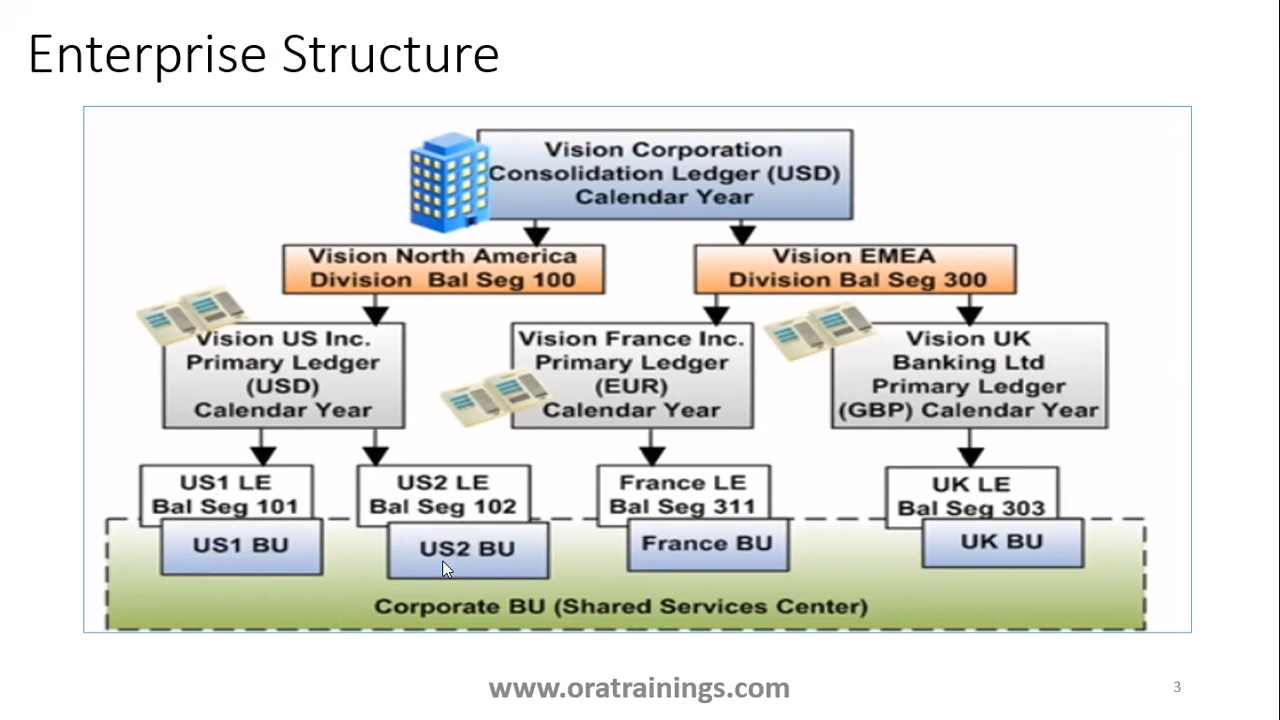 Enterprise Structure
Vision Corporation
Consolidation Ledger (USD)
Calendar Year
Vision North America
Division Bal Seg 100
Vision EMEA
Division Bal Seg 300
Vision US Inc.
Primary Ledger
(USD)
Calendar Year
Vision France Inc.
Primary Ledger
(EUR)
Calendar Year
Vision UK
Banking Ltd
Primary Ledger
(GBP) Calendar Year
US1 LE
Bal Seg 101
US2 LE
Bal Seg 102
France LE
Bal Seg 311
UK LE
Bal Seg 303
US1 BU
US2 BU
France BU
UK BU
Corporate BU (Shared Services Center)
www.oratrainings.com
3